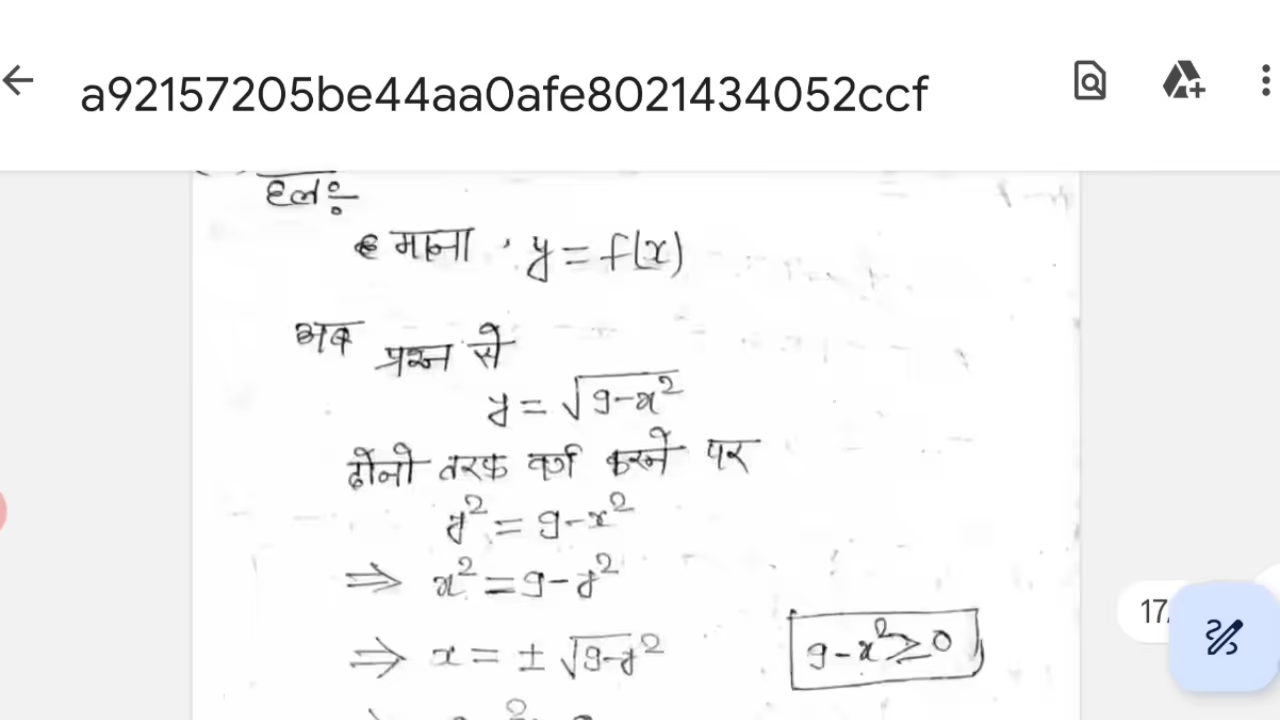 a92157205be44aa0afe8021434052ccf
हलः
माना, y = f(x)
अब प्रश्न से
y = √9-x²
दोनो तरफ वर्ग करने पर
y² = 9-x²
⇒ x² = 9-y²
⇒ x = ± √9-y²
9-x² ≥ 0
17